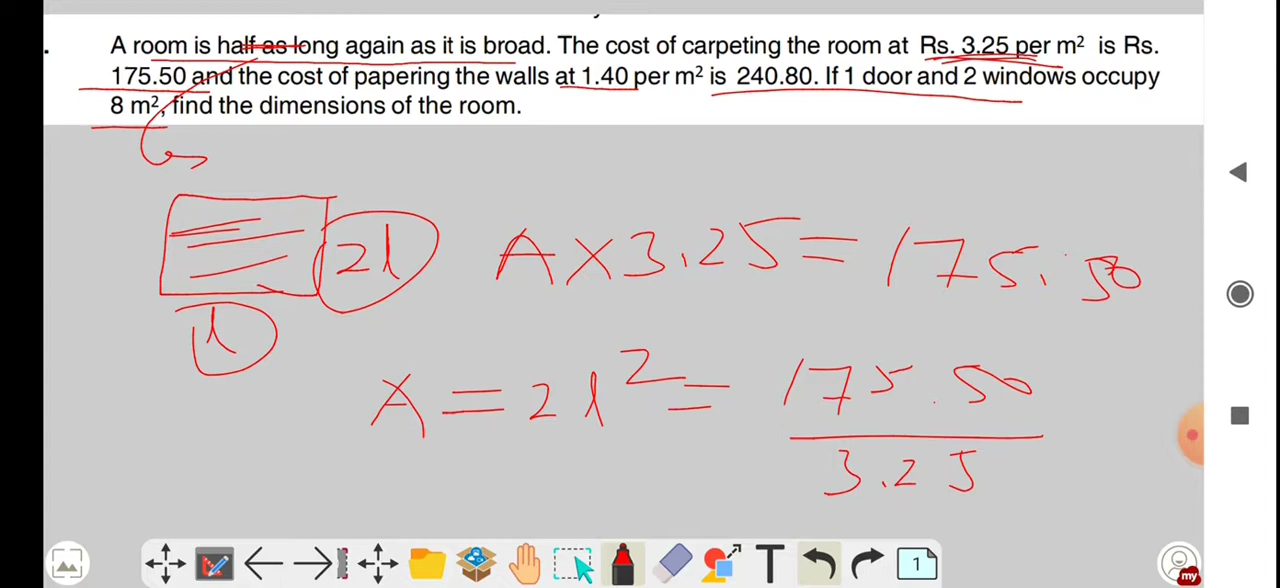 A room is half as long again as it is broad. The cost of carpeting the room at Rs. 3.25 per m² is Rs.
175.50 and the cost of papering the walls at 1.40 per m² is 240.80. If 1 door and 2 windows occupy
8 m², find the dimensions of the room.
2l
A × 3.25 = 175.50
l
A = 2l² = 175.50
3.25
T
1
my